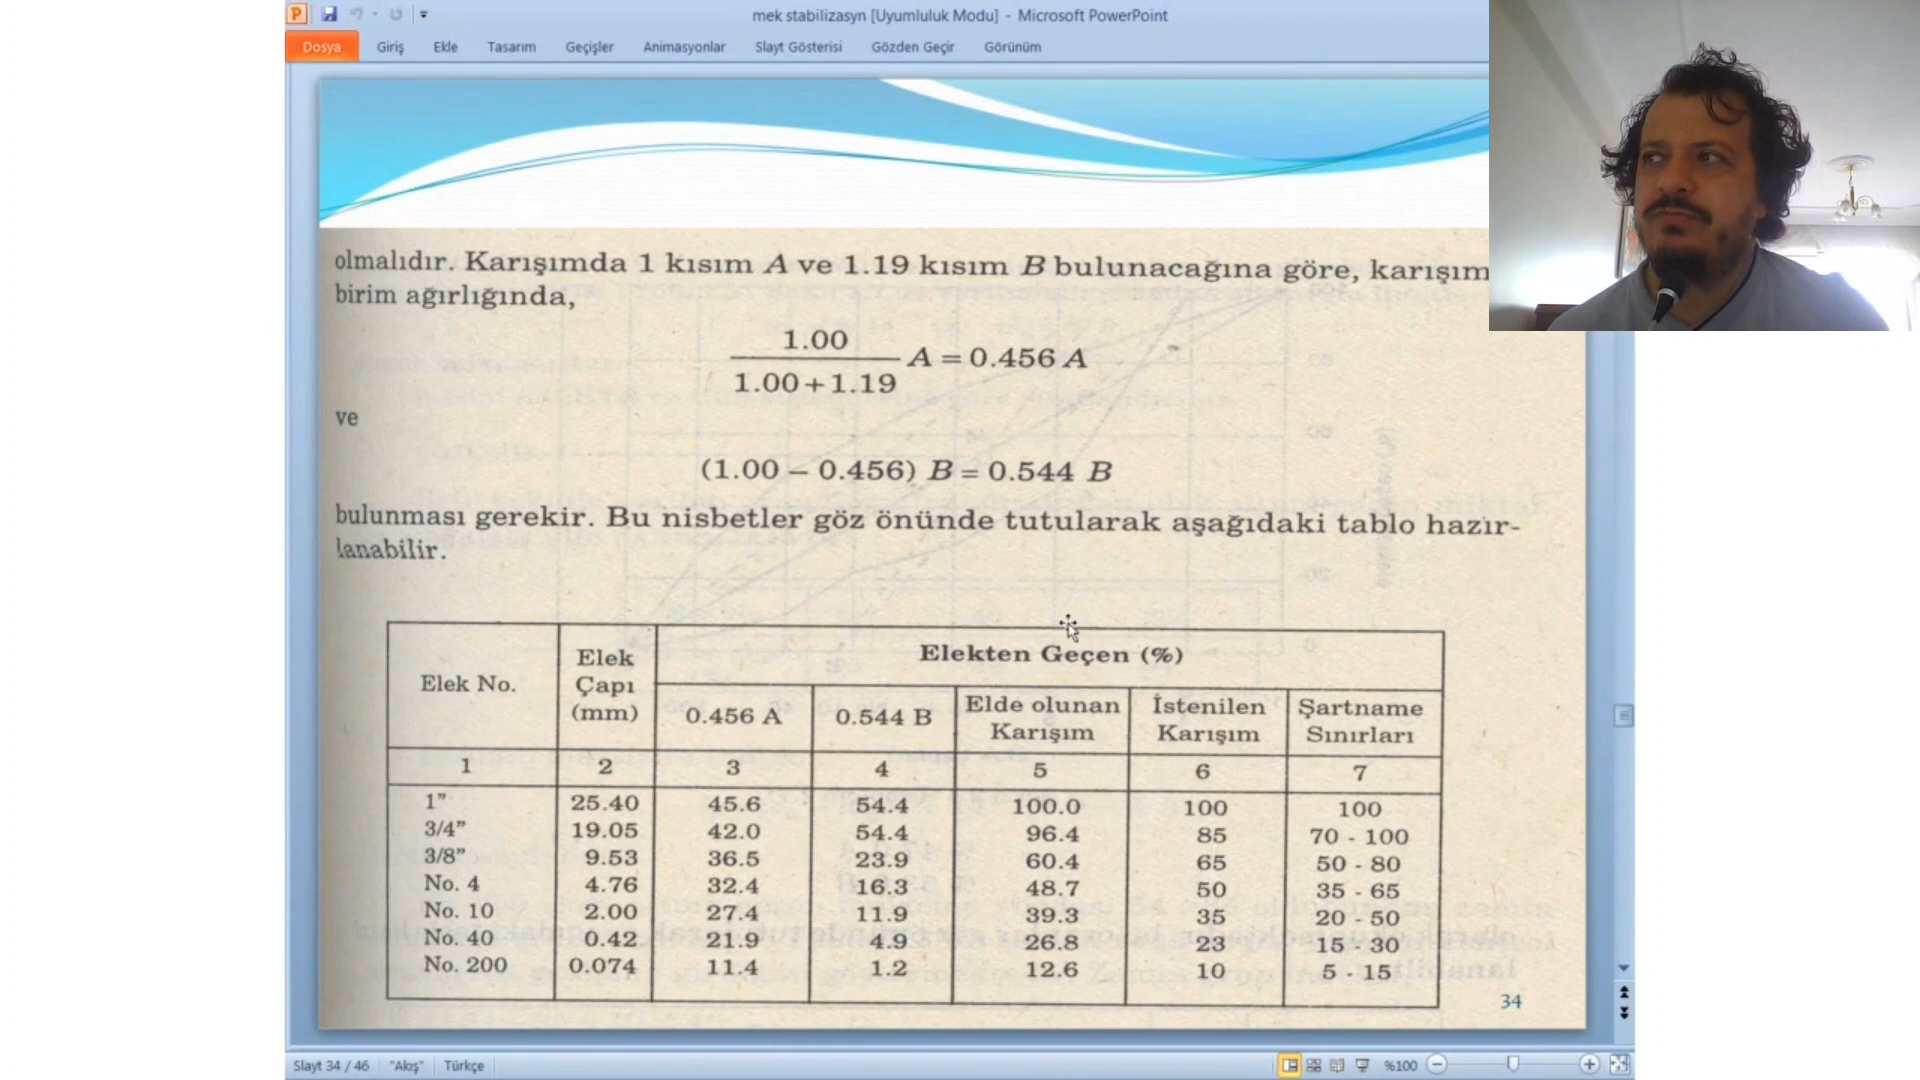 mek stabilizasyn [Uyumluluk Modu] - Microsoft PowerPoint
Dosya Giriş Ekle Tasarım Geçişler Animasyonlar Slayt Gösterisi Gözden Geçir Görünüm
olmalıdır. Karışımda 1 kısım A ve 1.19 kısım B bulunacağına göre, karışım
birim ağırlığında,
1.00
1.00+1.19
A = 0.456 A
ve
(1.00 – 0.456) B = 0.544 B
bulunması gerekir. Bu nisbetler göz önünde tutularak aşağıdaki tablo hazır-
lanabilir.
Elek No. Elek Çapı (mm) Elekten Geçen (%)
0.456 A 0.544 B Elde olunan Karışım İstenilen Karışım Şartname Sınırları
1 2 3 4 5 6 7
1” 25.40 45.6 54.4 100.0 100 100
3/4” 19.05 42.0 54.4 96.4 85 70 - 100
3/8” 9.53 36.5 23.9 60.4 65 50 - 80
No. 4 4.76 32.4 16.3 48.7 50 35 - 65
No. 10 2.00 27.4 11.9 39.3 35 20 - 50
No. 40 0.42 21.9 4.9 26.8 23 15 - 30
No. 200 0.074 11.4 1.2 12.6 10 5 - 15
34
Slayt 34 / 46 "Akış" Türkçe %100